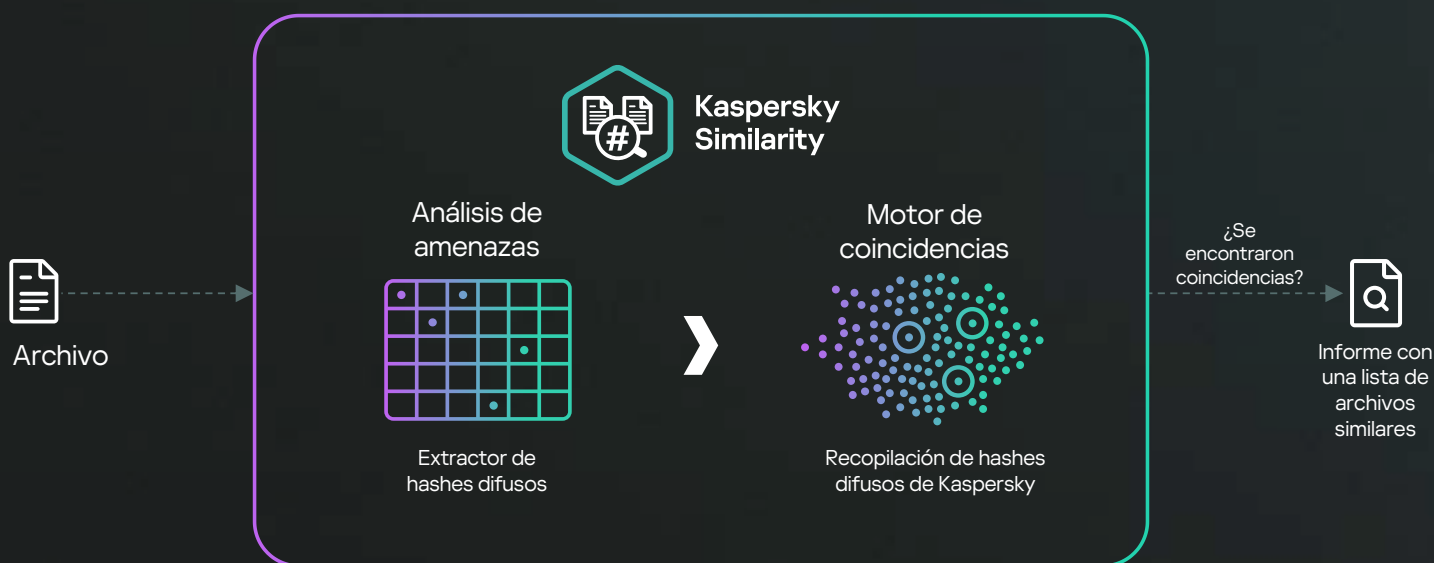 Kaspersky
Similarity
Archivo
Análisis de
amenazas
Extractor de
hashes difusos
Motor de
coincidencias
Recopilación de hashes
difusos de Kaspersky
¿Se
encontraron
coincidencias?
Informe con
una lista de
archivos
similares